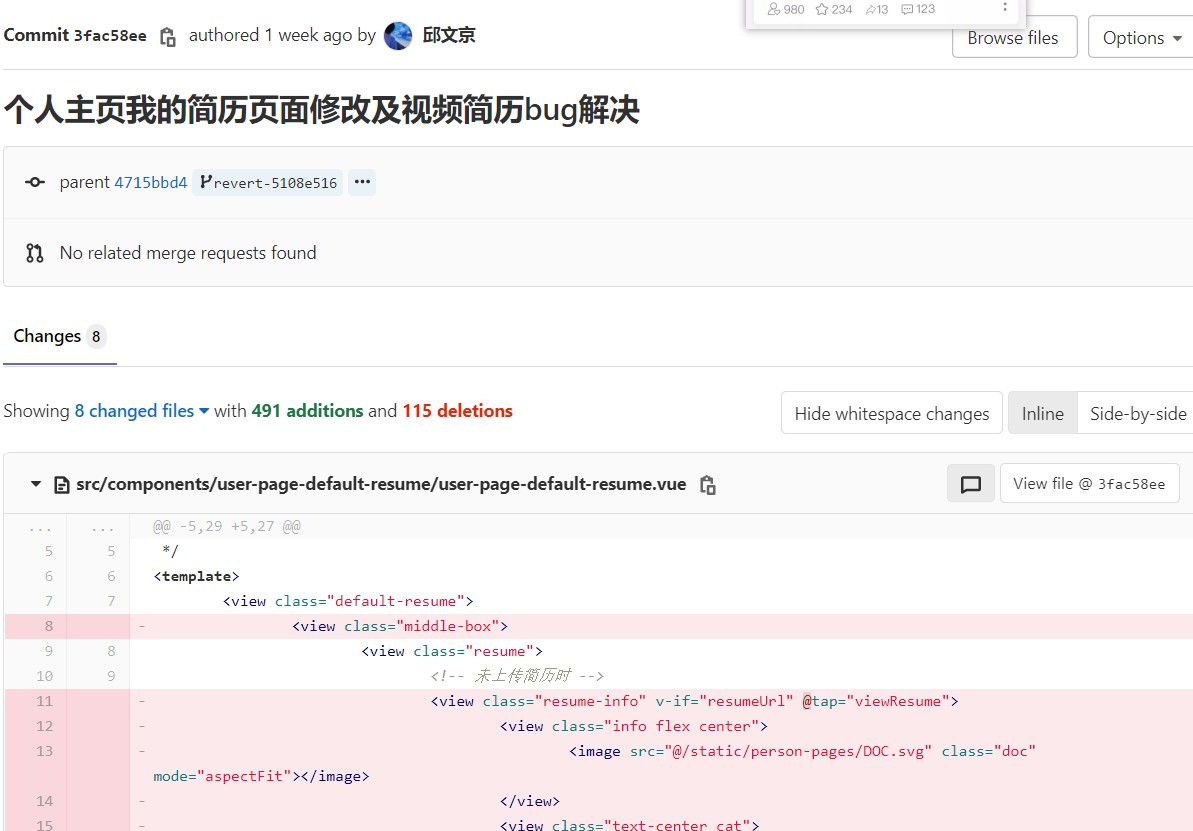 980 234 13 123
Commit 3fac58ee authored 1 week ago by 邱文京 Browse files Options
个人主页我的简历页面修改及视频简历bug解决
parent 4715bbd4 revert-5108e516 ...
No related merge requests found
Changes 8
Showing 8 changed files with 491 additions and 115 deletions Hide whitespace changes Inline Side-by-side
src/components/user-page-default-resume/user-page-default-resume.vue View file @ 3fac58ee
... ... @@ -5,29 +5,27 @@
5 5 */
6 6 <template>
7 7 <view class="default-resume">
8 - <view class="middle-box">
9 8 <view class="resume">
10 9 <!-- 未上传简历时 -->
11 - <view class="resume-info" v-if="resumeUrl" @tap="viewResume">
12 - <view class="info flex center">
13 - <image src="@/static/person-pages/DOC.svg" class="doc"
mode="aspectFit"></image>
14 - </view>
15 - <view class="text-center cat">